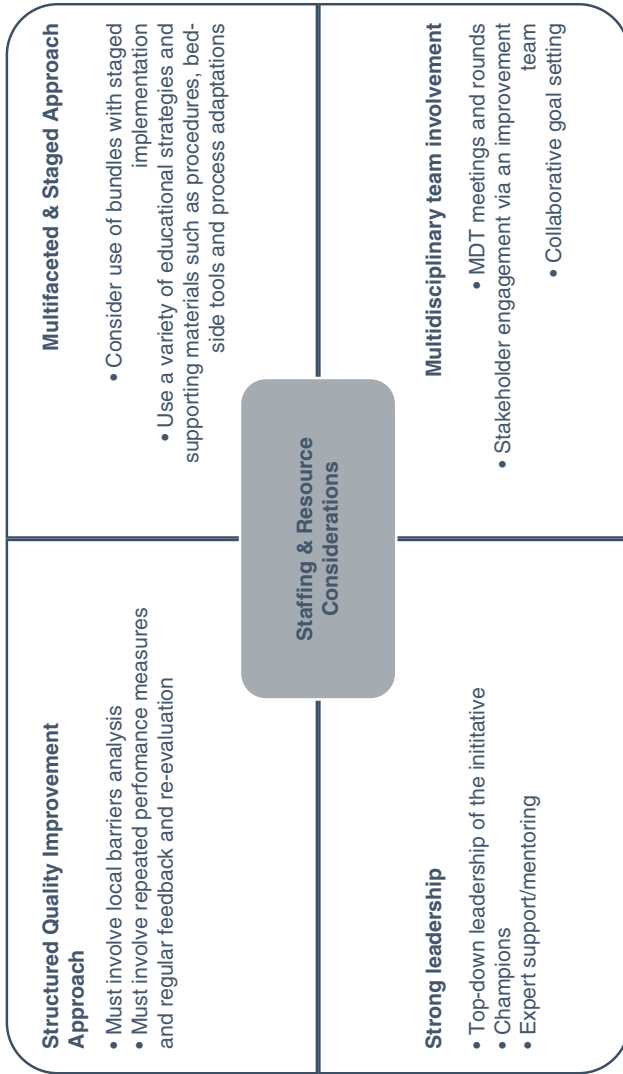 Structured Quality Improvement
Approach
• Must involve local barriers analysis
• Must involve repeated perfomance measures
and regular feedback and re-evaluation
Multifaceted & Staged Approach
• Consider use of bundles with staged
implementation
• Use a variety of educational strategies and
supporting materials such as procedures, bed-
side tools and process adaptations
Staffing & Resource
Considerations
Strong leadership
• Top-down leadership of the inititative
• Champions
• Expert support/mentoring
Multidisciplinary team involvement
• MDT meetings and rounds
• Stakeholder engagement via an improvement
team
• Collaborative goal setting